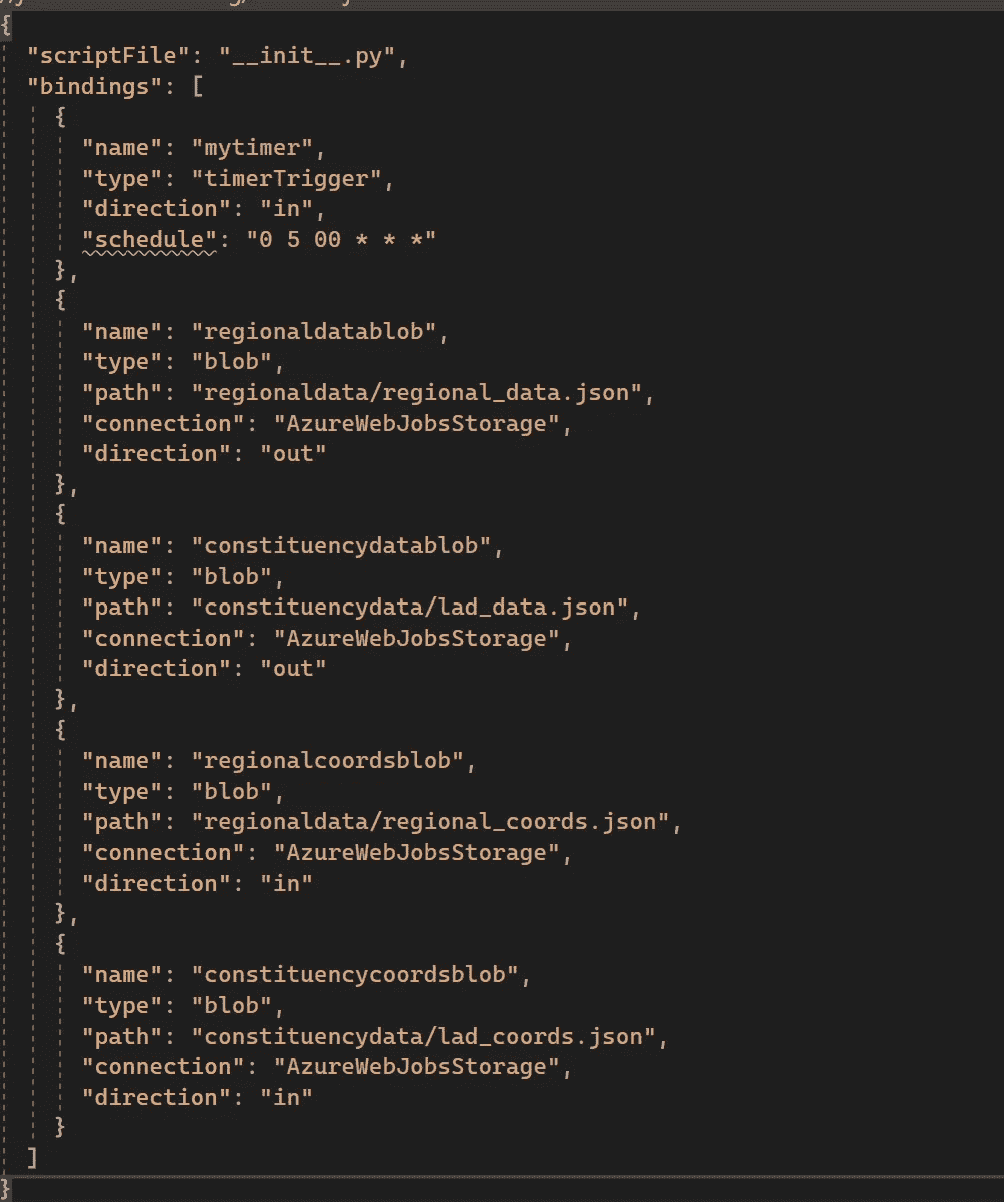 {
"scriptFile": "__init__.py",
"bindings": [
{
"name": "mytimer",
"type": "timerTrigger",
"direction": "in",
"schedule": "0 5 00 * * *"
},
{
"name": "regionaldatablob",
"type": "blob",
"path": "regionaldata/regional_data.json",
"connection": "AzureWebJobsStorage",
"direction": "out"
},
{
"name": "constituencydatablob",
"type": "blob",
"path": "constituencydata/lad_data.json",
"connection": "AzureWebJobsStorage",
"direction": "out"
},
{
"name": "regionalcoordsblob",
"type": "blob",
"path": "regionaldata/regional_coords.json",
"connection": "AzureWebJobsStorage",
"direction": "in"
},
{
"name": "constituencycoordsblob",
"type": "blob",
"path": "constituencydata/lad_coords.json",
"connection": "AzureWebJobsStorage",
"direction": "in"
}
]
}